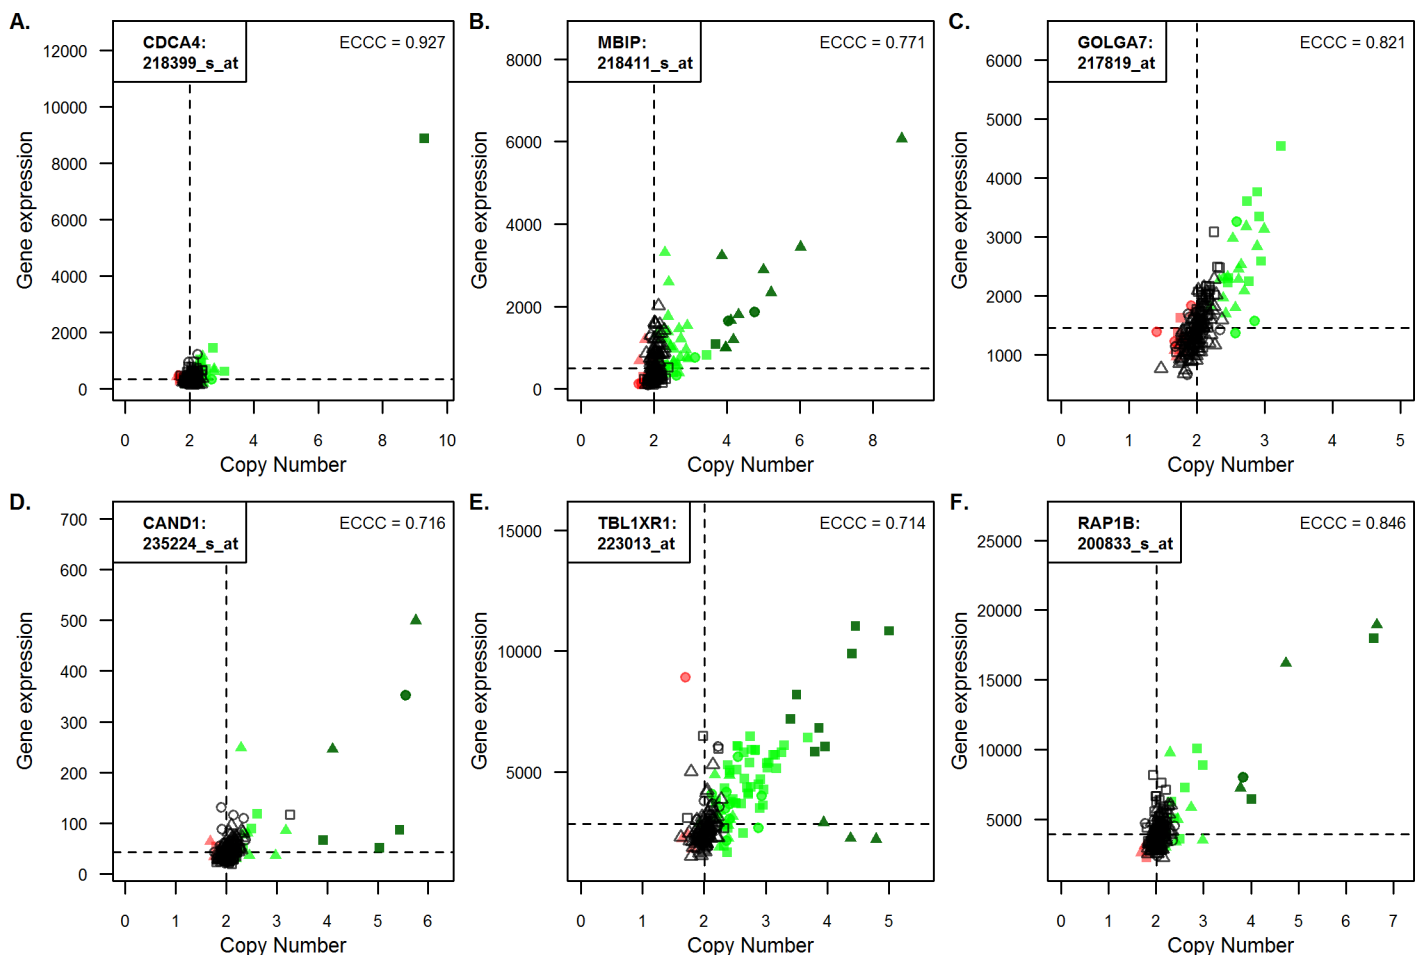 A.
CDCA4:
218399_s_at
ECCC = 0.927
Gene expression
12000
10000
8000
6000
4000
2000
0
0 2 4 6 8 10
Copy Number
B.
MBIP:
218411_s_at
ECCC = 0.771
Gene expression
8000
6000
4000
2000
0
0 2 4 6 8
Copy Number
C.
GOLGA7:
217819_at
ECCC = 0.821
Gene expression
6000
5000
4000
3000
2000
1000
0 1 2 3 4 5
Copy Number
D.
CAND1:
235224_s_at
ECCC = 0.716
Gene expression
700
600
500
400
300
200
100
0
0 1 2 3 4 5 6
Copy Number
E.
TBL1XR1:
223013_at
ECCC = 0.714
Gene expression
15000
10000
5000
0 1 2 3 4 5
Copy Number
F.
RAP1B:
200833_s_at
ECCC = 0.846
Gene expression
25000
20000
15000
10000
5000
0 1 2 3 4 5 6 7
Copy Number